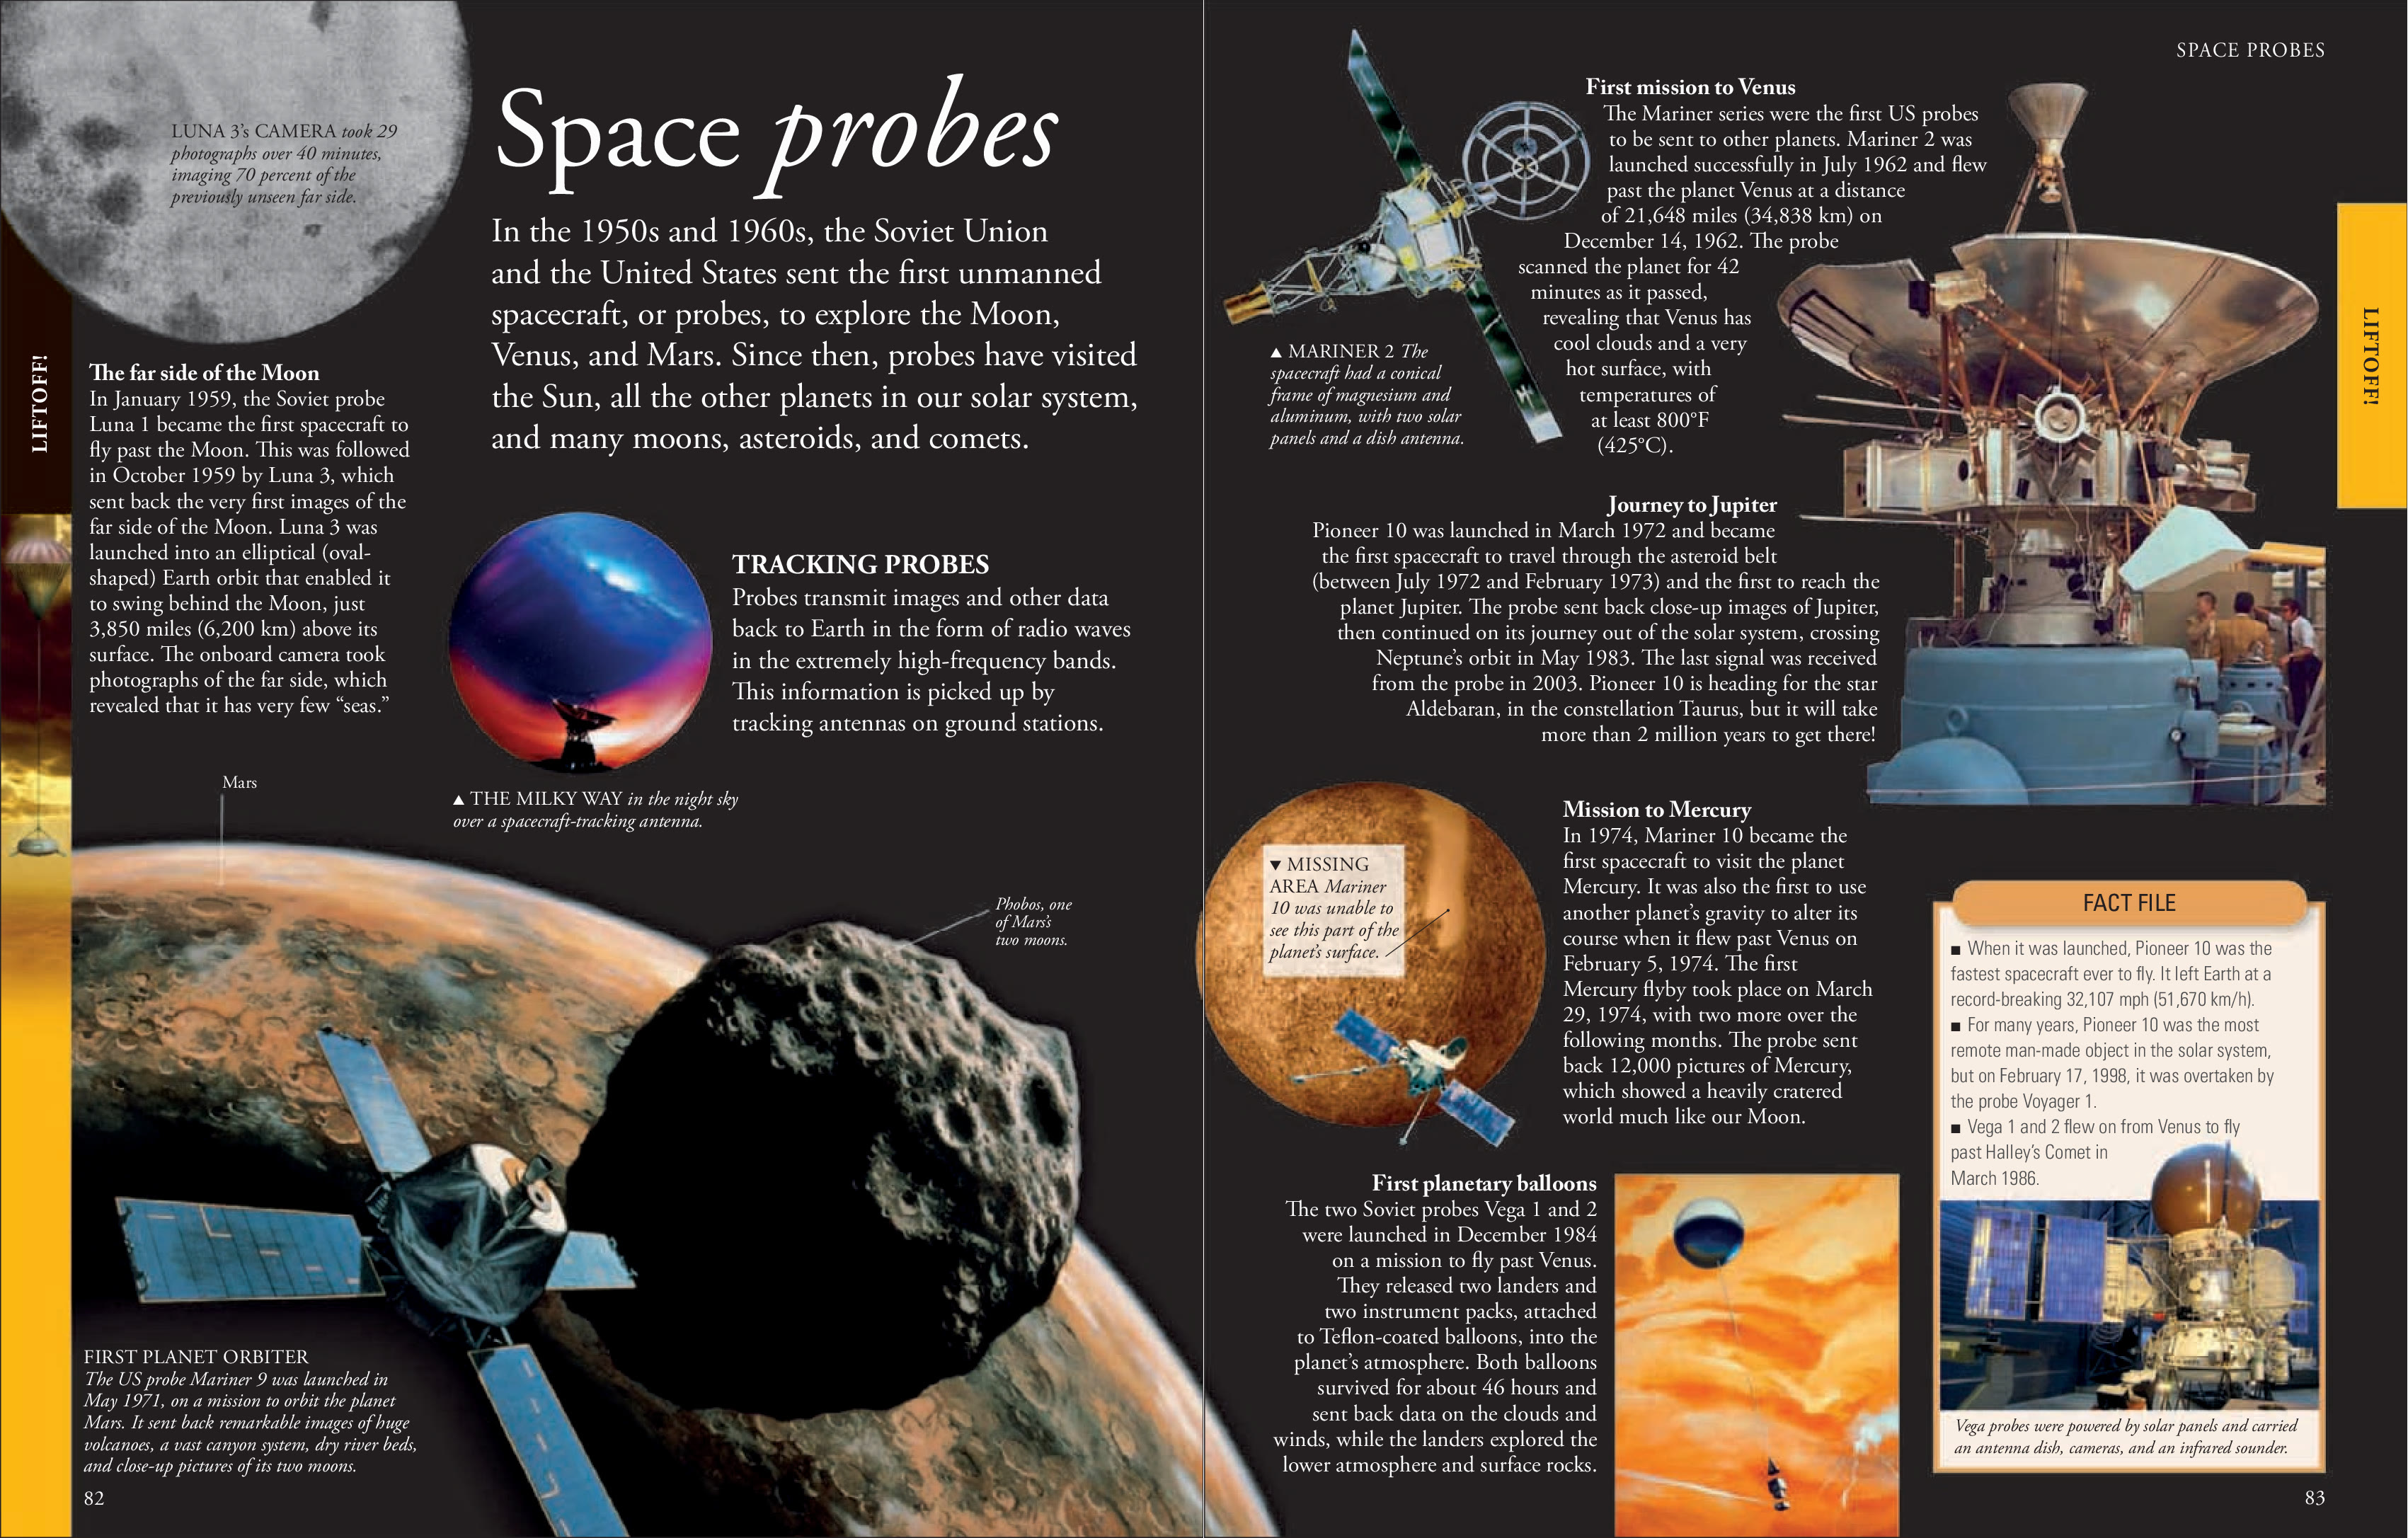 LUNA 3's CAMERA took 29
photographs over 40 minutes,
imaging 70 percent of the
previously unseen far side.
Space probes
In the 1950s and 1960s, the Soviet Union
and the United States sent the first unmanned
spacecraft, or probes, to explore the Moon,
Venus, and Mars. Since then, probes have visited
the Sun, all the other planets in our solar system,
and many moons, asteroids, and comets.
LIFTOFF!
The far side of the Moon
In January 1959, the Soviet probe
Luna 1 became the first spacecraft to
fly past the Moon. This was followed
in October 1959 by Luna 3, which
sent back the very first images of the
far side of the Moon. Luna 3 was
launched into an elliptical (oval-
shaped) Earth orbit that enabled it
to swing behind the Moon, just
3,850 miles (6,200 km) above its
surface. The onboard camera took
photographs of the far side, which
revealed that it has very few “seas.”
TRACKING PROBES
Probes transmit images and other data
back to Earth in the form of radio waves
in the extremely high-frequency bands.
This information is picked up by
tracking antennas on ground stations.
▲ THE MILKY WAY in the night sky
over a spacecraft-tracking antenna.
Mars
Phobos, one
of Mars's
two moons.
FIRST PLANET ORBITER
The US probe Mariner 9 was launched in
May 1971, on a mission to orbit the planet
Mars. It sent back remarkable images of huge
volcanoes, a vast canyon system, dry river beds,
and close-up pictures of its two moons.
82
SPACE PROBES
First mission to Venus
The Mariner series were the first US probes
to be sent to other planets. Mariner 2 was
launched successfully in July 1962 and flew
past the planet Venus at a distance
of 21,648 miles (34,838 km) on
December 14, 1962. The probe
scanned the planet for 42
minutes as it passed,
revealing that Venus has
cool clouds and a very
hot surface, with
temperatures of
at least 800°F
(425°C).
▲ MARINER 2 The
spacecraft had a conical
frame of magnesium and
aluminum, with two solar
panels and a dish antenna.
LIFTOFF!
Journey to Jupiter
Pioneer 10 was launched in March 1972 and became
the first spacecraft to travel through the asteroid belt
(between July 1972 and February 1973) and the first to reach the
planet Jupiter. The probe sent back close-up images of Jupiter,
then continued on its journey out of the solar system, crossing
Neptune's orbit in May 1983. The last signal was received
from the probe in 2003. Pioneer 10 is heading for the star
Aldebaran, in the constellation Taurus, but it will take
more than 2 million years to get there!
▼ MISSING
AREA Mariner
10 was unable to
see this part of the
planet's surface.
Mission to Mercury
In 1974, Mariner 10 became the
first spacecraft to visit the planet
Mercury. It was also the first to use
another planet's gravity to alter its
course when it flew past Venus on
February 5, 1974. The first
Mercury flyby took place on March
29, 1974, with two more over the
following months. The probe sent
back 12,000 pictures of Mercury,
which showed a heavily cratered
world much like our Moon.
First planetary balloons
The two Soviet probes Vega 1 and 2
were launched in December 1984
on a mission to fly past Venus.
They released two landers and
two instrument packs, attached
to Teflon-coated balloons, into the
planet's atmosphere. Both balloons
survived for about 46 hours and
sent back data on the clouds and
winds, while the landers explored the
lower atmosphere and surface rocks.
FACT FILE
■ When it was launched, Pioneer 10 was the
fastest spacecraft ever to fly. It left Earth at a
record-breaking 32,107 mph (51,670 km/h).
■ For many years, Pioneer 10 was the most
remote man-made object in the solar system,
but on February 17, 1998, it was overtaken by
the probe Voyager 1.
■ Vega 1 and 2 flew on from Venus to fly
past Halley's Comet in
March 1986.
Vega probes were powered by solar panels and carried
an antenna dish, cameras, and an infrared sounder.
83